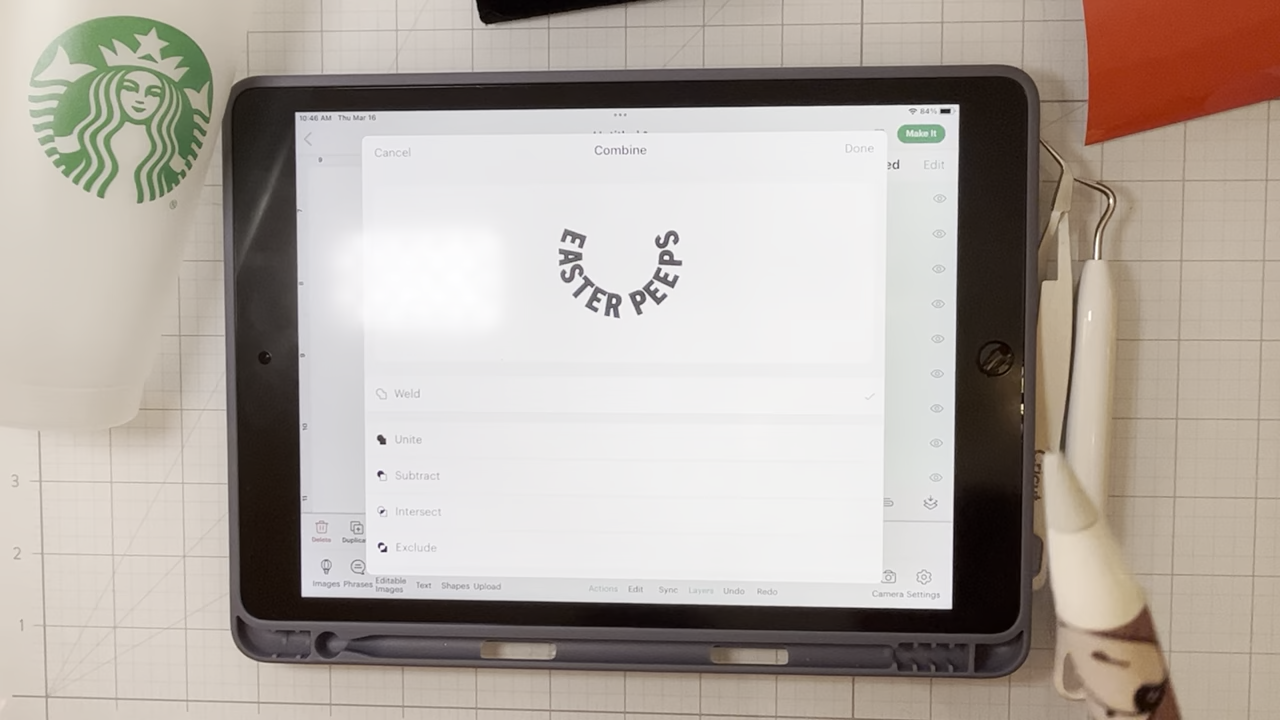 10:46 AM Thu Mar 16
84%
Make It
Cancel
Combine
Done
ed
Edit
EASTER PEEPS
Weld
Unite
Subtract
Intersect
Exclude
Delete
Duplica
Images
Phrases
Editable
Images
Text
Shapes
Upload
Actions
Edit
Sync
Layers
Undo
Redo
Camera
Settings
3
2
1
®